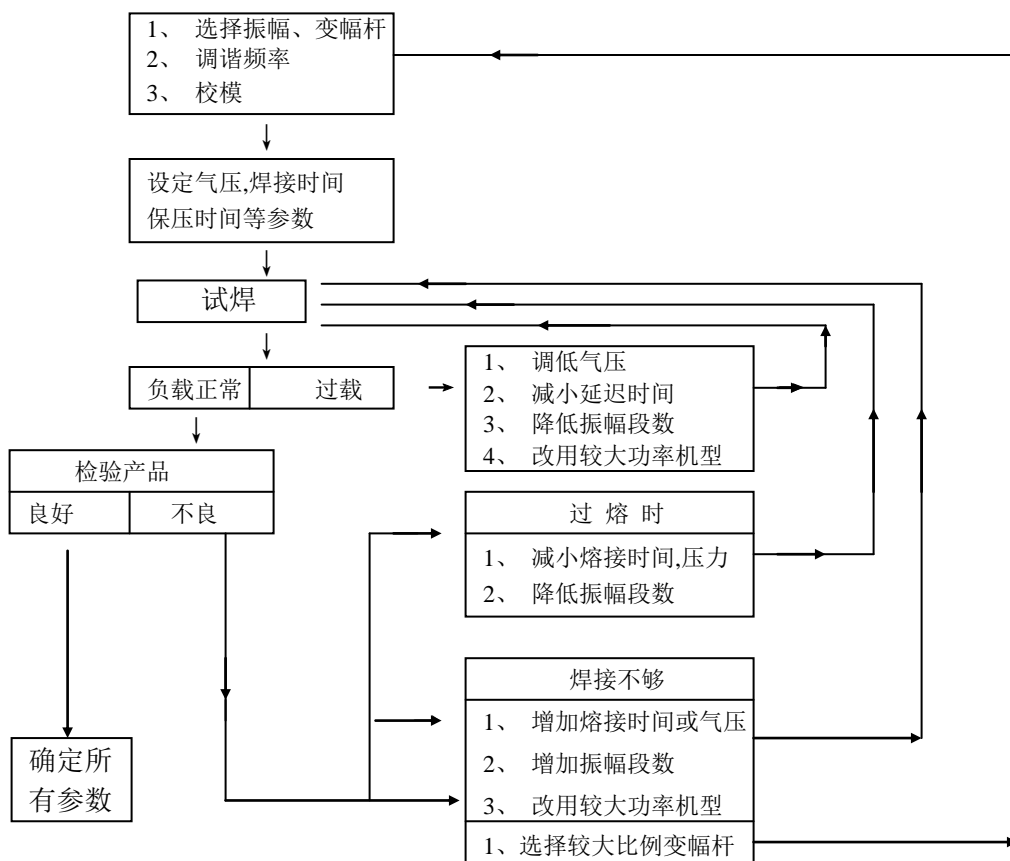 1、 选择振幅、变幅杆
2、 调谐频率
3、 校模
设定气压,焊接时间
保压时间等参数
试焊
负载正常 过载
1、 调低气压
2、 减小延迟时间
3、 降低振幅段数
4、 改用较大功率机型
检验产品
良好 不良
过 熔 时
1、 减小熔接时间,压力
2、 降低振幅段数
焊接不够
1、 增加熔接时间或气压
2、 增加振幅段数
3、 改用较大功率机型
1、选择较大比例变幅杆
确定所
有参数